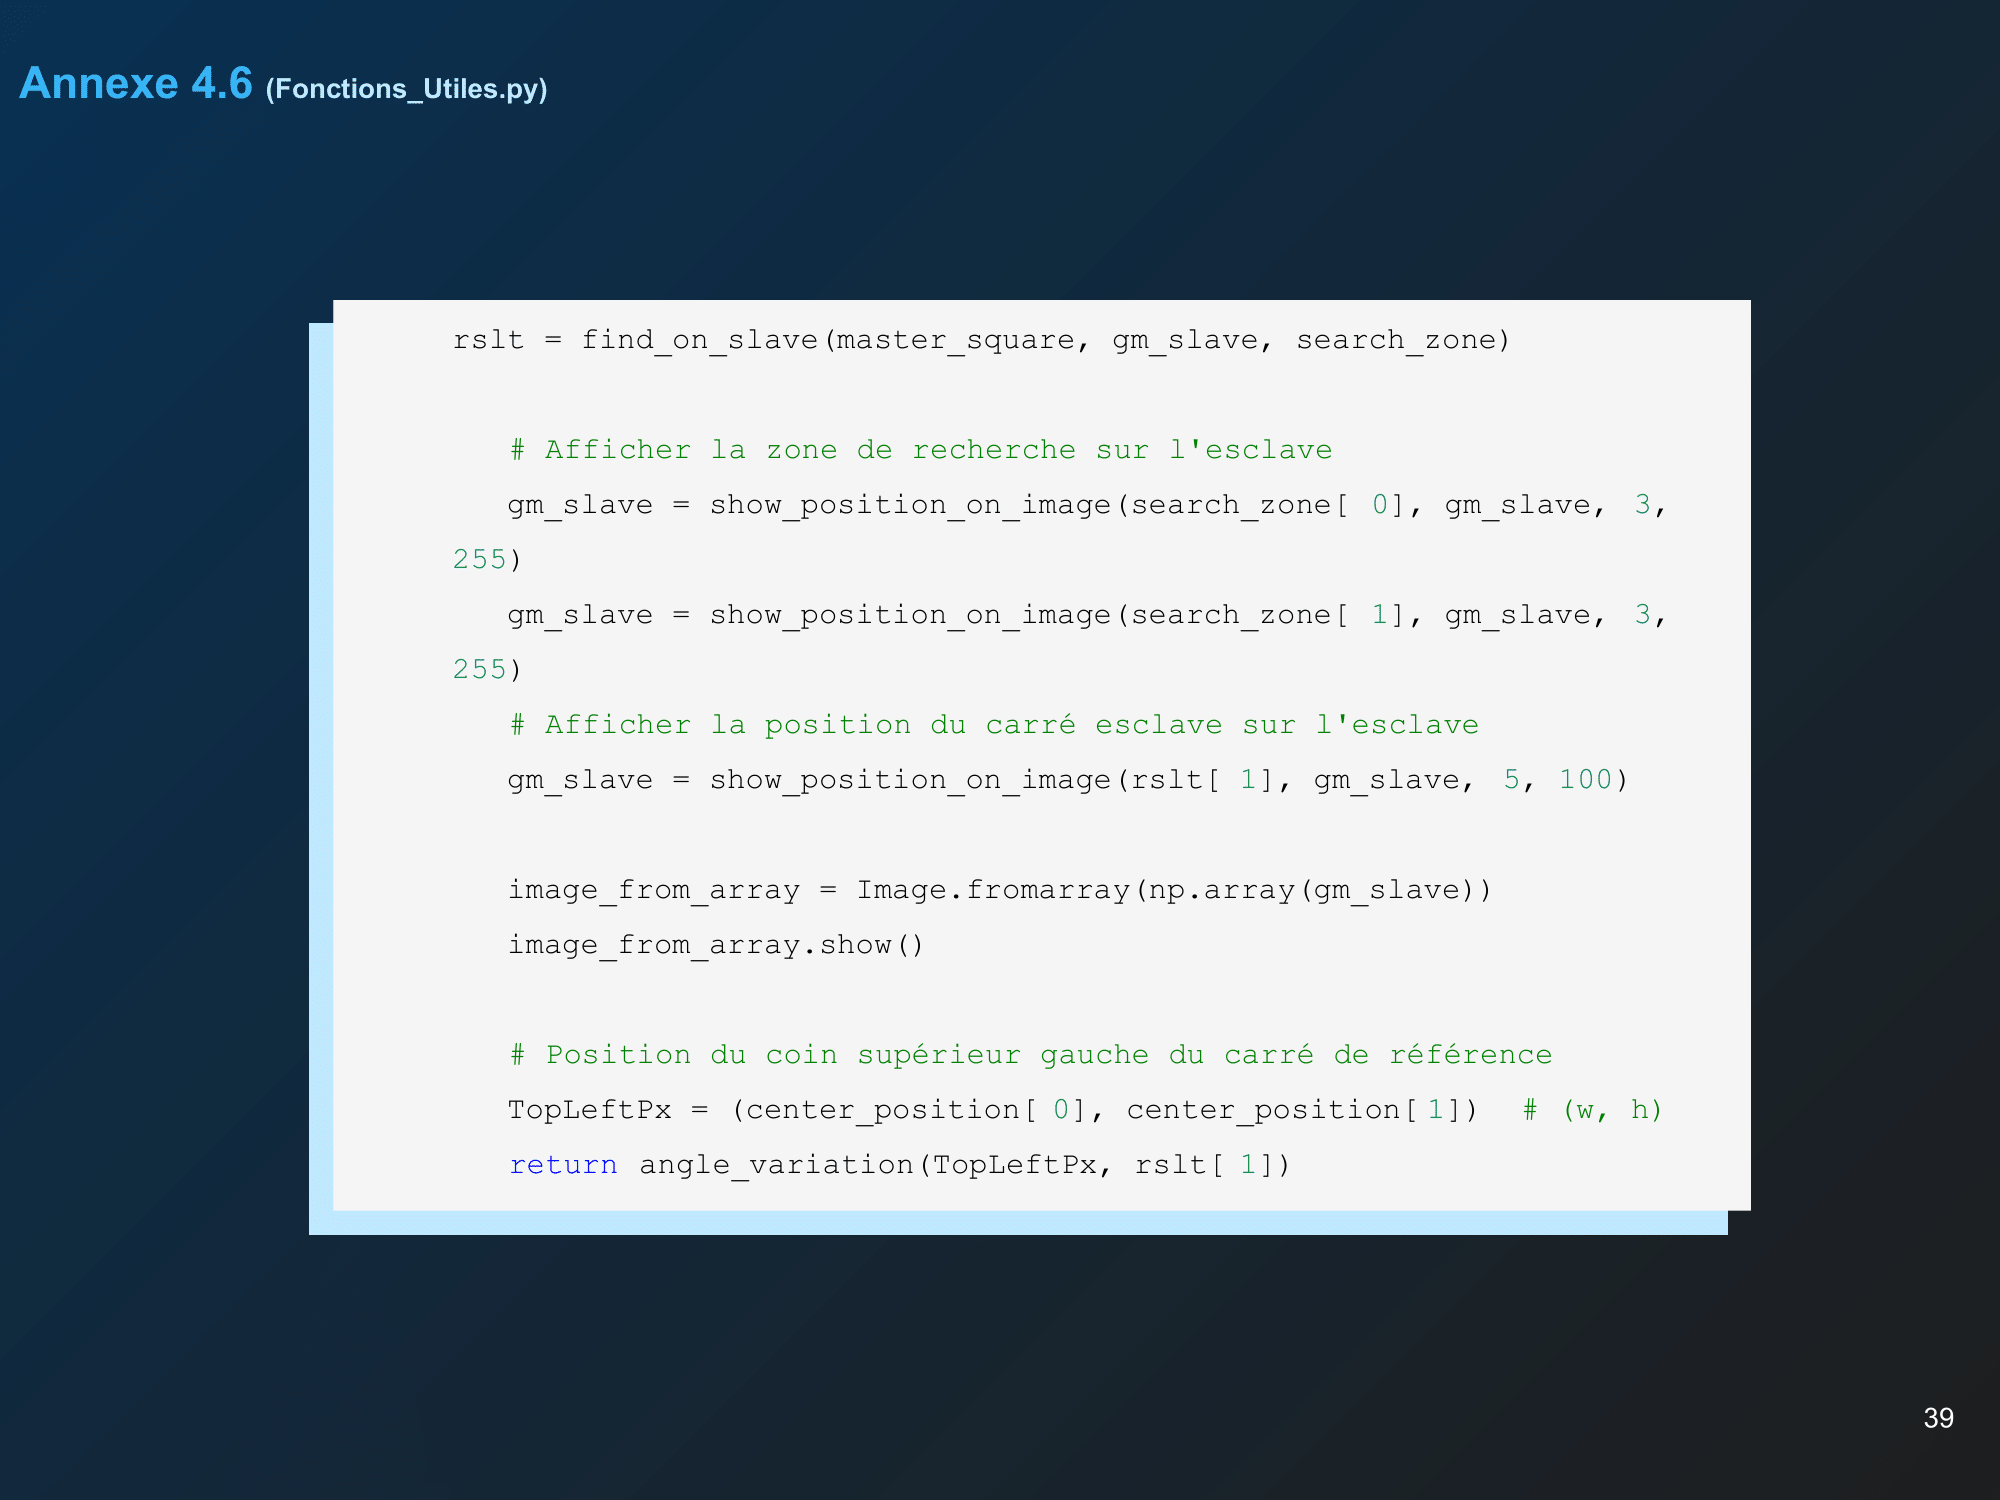 Annexe 4.6 (Fonctions_Utiles.py)
rslt = find_on_slave(master_square, gm_slave, search_zone)
# Afficher la zone de recherche sur l'esclave
gm_slave = show_position_on_image(search_zone[ 0], gm_slave, 3,
255)
gm_slave = show_position_on_image(search_zone[ 1], gm_slave, 3,
255)
# Afficher la position du carré esclave sur l'esclave
gm_slave = show_position_on_image(rslt[ 1], gm_slave, 5, 100)
image_from_array = Image.fromarray(np.array(gm_slave))
image_from_array.show()
# Position du coin supérieur gauche du carré de référence
TopLeftPx = (center_position[ 0], center_position[ 1])  # (w, h)
return angle_variation(TopLeftPx, rslt[ 1])
39